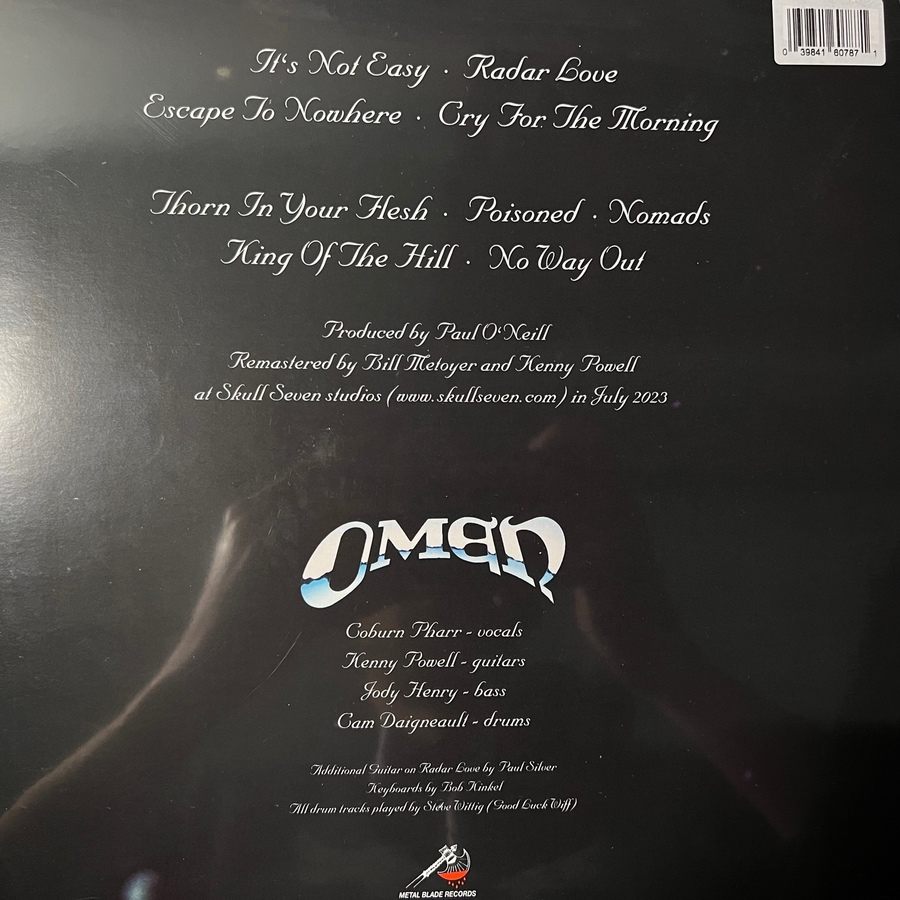 0 39841 60787 1
It's Not Easy · Radar Love
Escape To Nowhere · Cry For The Morning
Thorn In Your Flesh · Poisoned · Nomads
King Of The Hill · No Way Out
Produced by Paul O'Neill
Remastered by Bill Metoyer and Kenny Powell
at Skull Seven studios (www.skullseven.com) in July 2023
OMEN
Coburn Pharr - vocals
Kenny Powell - guitars
Jody Henry - bass
Cam Daigneault - drums
Additional Guitar on Radar Love by Paul Silver
Keyboards by Bob Kinkel
All drum tracks played by Steve Wittig (Good Luck Wiff)
METAL BLADE RECORDS